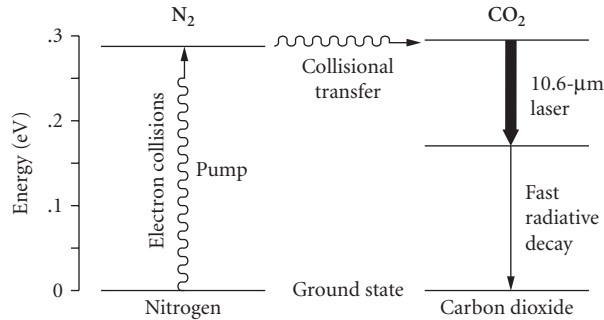 N₂
CO₂
.3
.2
.1
0
Energy (eV)
Electron collisions
Pump
Collisional
transfer
10.6-μm
laser
Fast
radiative
decay
Ground state
Nitrogen
Carbon dioxide